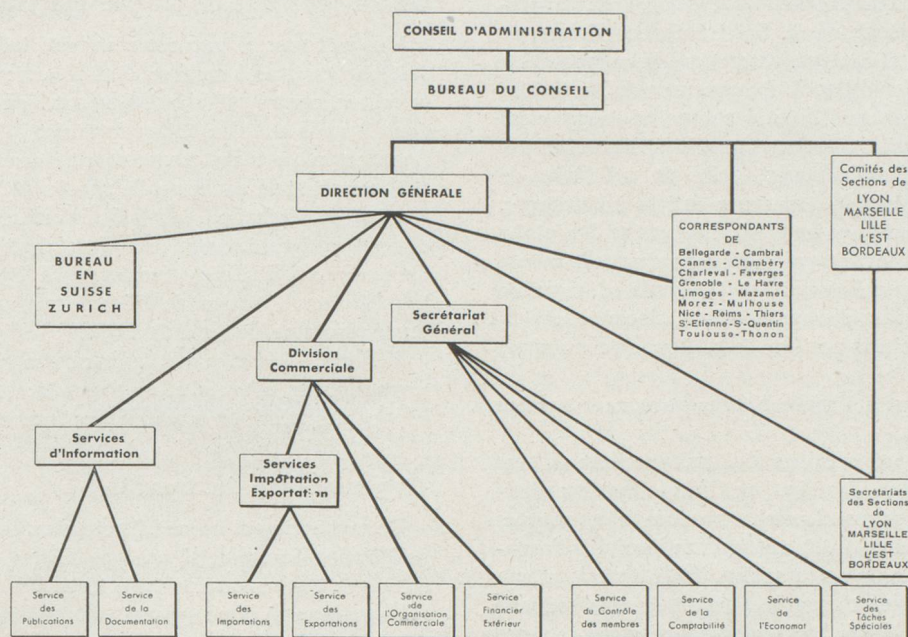 CONSEIL D'ADMINISTRATION
BUREAU DU CONSEIL
DIRECTION GÉNÉRALE
Comités des
Sections de
LYON
MARSEILLE
LILLE
L'EST
BORDEAUX
CORRESPONDANTS
DE
Bellegarde - Cambrai
Cannes - Chambéry
Charleval - Faverges
Grenoble - Le Havre
Limoges - Mazamet
Morez - Mulhouse
Nice - Reims - Thiers
St-Etienne-S-Quentin
Toulouse-Thonon
BUREAU
EN
SUISSE
ZURICH
Secrétariat
Général
Division
Commerciale
Services
d'Information
Services
Importation
Exportation
Secrétariats
des Sections
de
LYON
MARSEILLE
LILLE
L'EST
BORDEAUX
Service
des
Publications
Service
de la
Documentation
Service
des
Importations
Service
des
Exportations
Service
de
l'Organisation
Commerciale
Service
Financier
Extérieur
Service
du Contrôle
des membres
Service
de la
Comptabilité
Service
de
l'Economat
Service
des
Tâches
Spéciales